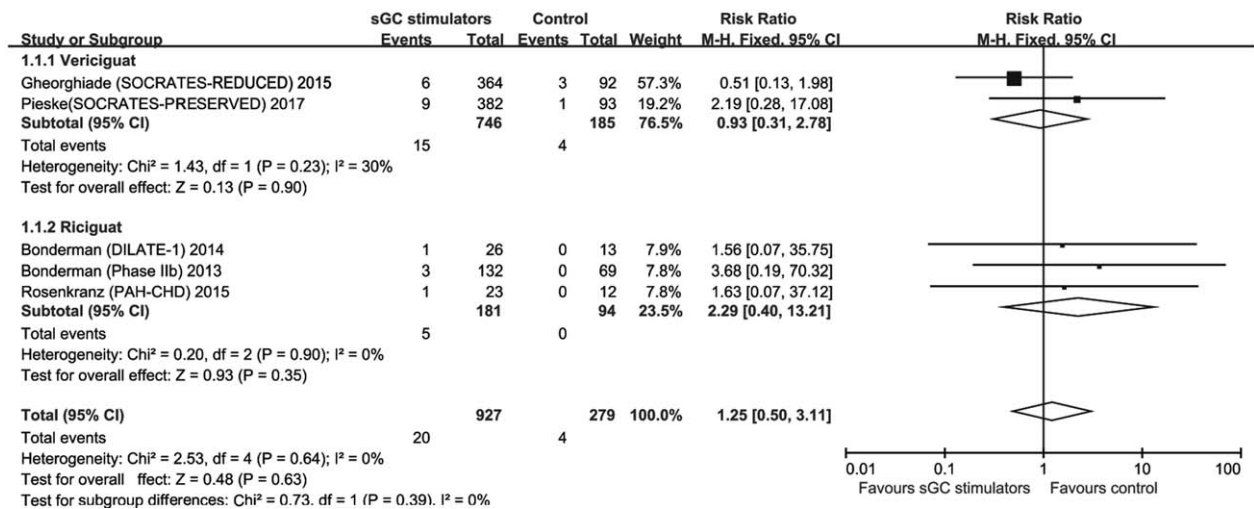 sGC stimulators Control Risk Ratio Risk Ratio
Study or Subgroup Events Total Events Total Weight M-H. Fixed. 95% CI M-H. Fixed. 95% CI
1.1.1 Vericiguat
Gheorghiade (SOCRATES-REDUCED) 2015 6 364 3 92 57.3% 0.51 [0.13, 1.98]
Pieske(SOCRATES-PRESERVED) 2017 9 382 1 93 19.2% 2.19 [0.28, 17.08]
Subtotal (95% CI) 746 185 76.5% 0.93 [0.31, 2.78]
Total events 15 4
Heterogeneity: Chi² = 1.43, df = 1 (P = 0.23); I² = 30%
Test for overall effect: Z = 0.13 (P = 0.90)
1.1.2 Riciguat
Bonderman (DILATE-1) 2014 1 26 0 13 7.9% 1.56 [0.07, 35.75]
Bonderman (Phase IIb) 2013 3 132 0 69 7.8% 3.68 [0.19, 70.32]
Rosenkranz (PAH-CHD) 2015 1 23 0 12 7.8% 1.63 [0.07, 37.12]
Subtotal (95% CI) 181 94 23.5% 2.29 [0.40, 13.21]
Total events 5 0
Heterogeneity: Chi² = 0.20, df = 2 (P = 0.90); I² = 0%
Test for overall effect: Z = 0.93 (P = 0.35)
Total (95% CI) 927 279 100.0% 1.25 [0.50, 3.11]
Total events 20 4
Heterogeneity: Chi² = 2.53, df = 4 (P = 0.64); I² = 0%
Test for overall ffect: Z = 0.48 (P = 0.63)
Test for subgroup differences: Chi² = 0.73. df = 1 (P = 0.39). I² = 0%
0.01 0.1 1 10 100
Favours sGC stimulators Favours control